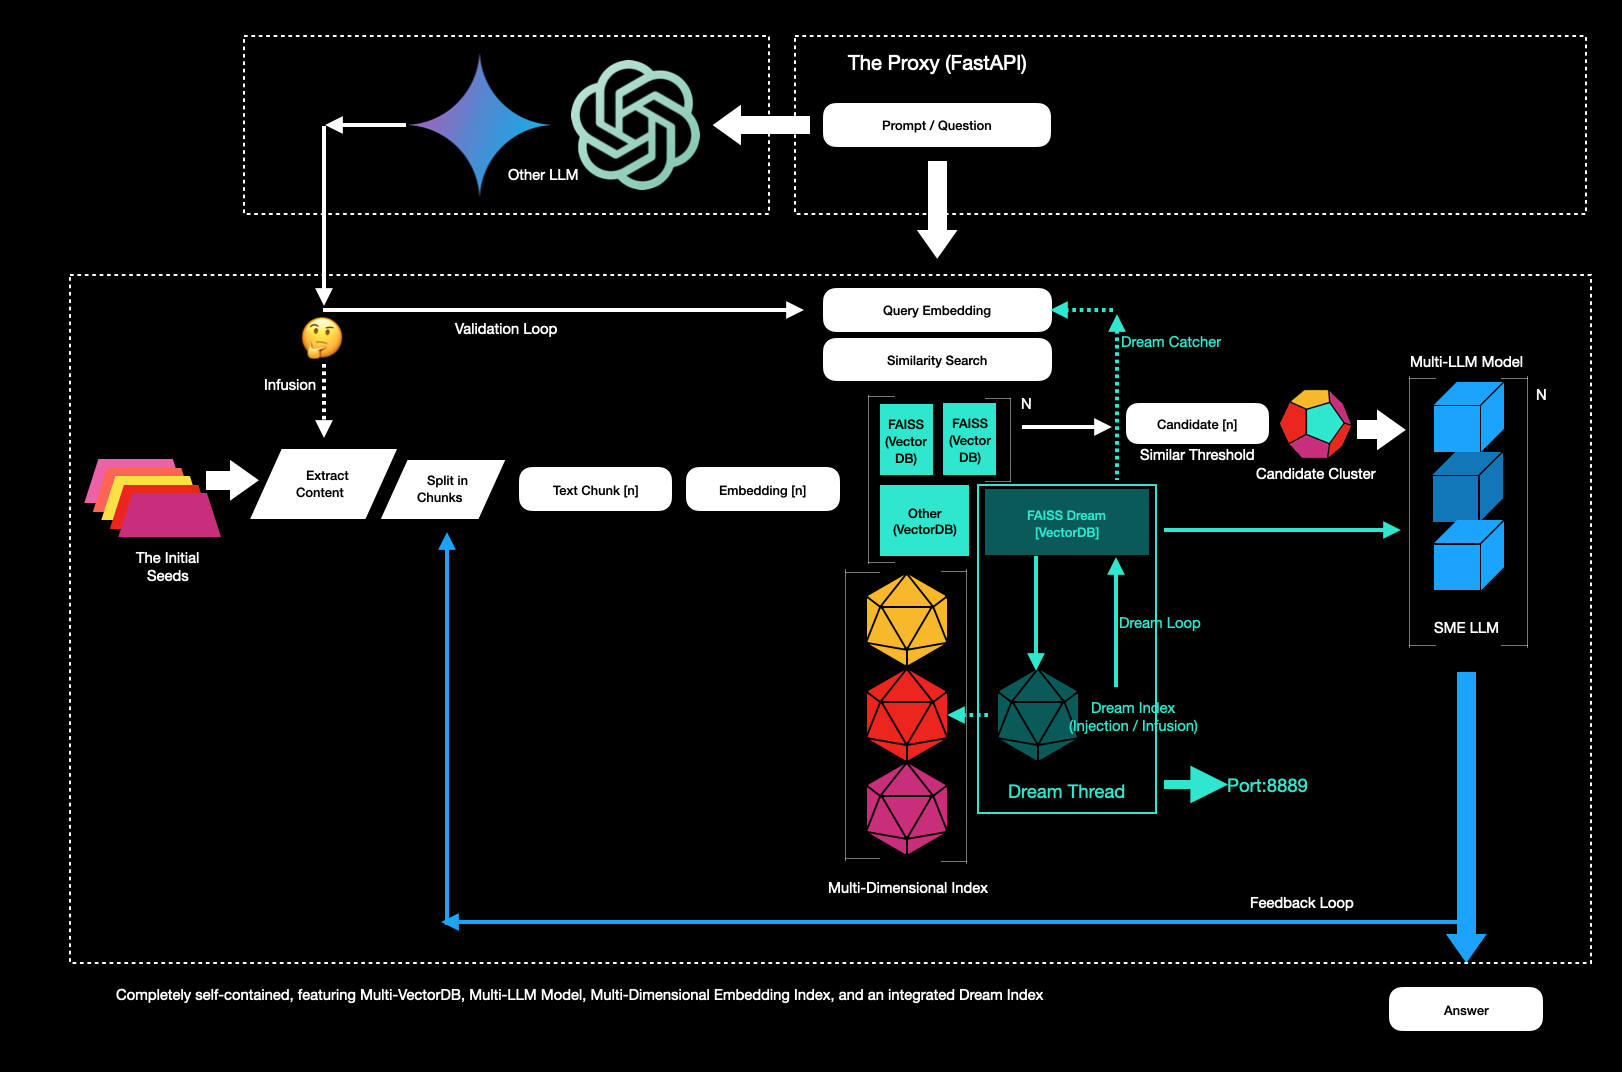 The Proxy (FastAPI)
Prompt / Question
Other LLM
Query Embedding
Validation Loop
Similarity Search
Dream Catcher
Infusion
Multi-LLM Model
N
FAISS
(Vector
DB)
FAISS
(Vector
DB)
N
Candidate [n]
Similar Threshold
Candidate Cluster
Extract
Content
Split in
Chunks
Text Chunk [n]
Embedding [n]
Other
(VectorDB)
FAISS Dream
[VectorDB]
The Initial
Seeds
Dream Loop
SME LLM
Dream Index
(Injection / Infusion)
Dream Thread
Port:8889
Multi-Dimensional Index
Feedback Loop
Completely self-contained, featuring Multi-VectorDB, Multi-LLM Model, Multi-Dimensional Embedding Index, and an integrated Dream Index
Answer